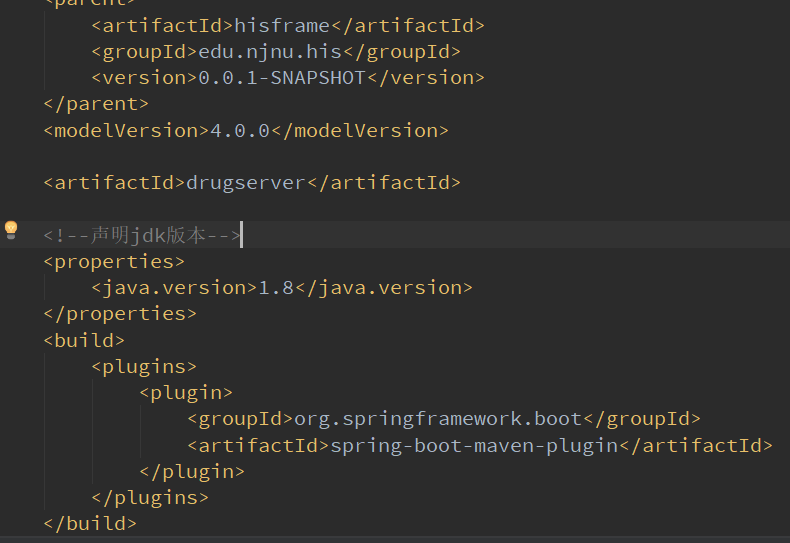 <parent>
<artifactId>hisframe</artifactId>
<groupId>edu.njnu.his</groupId>
<version>0.0.1-SNAPSHOT</version>
</parent>
<modelVersion>4.0.0</modelVersion>
<artifactId>drugserver</artifactId>
<!--声明jdk版本-->
<properties>
<java.version>1.8</java.version>
</properties>
<build>
<plugins>
<plugin>
<groupId>org.springframework.boot</groupId>
<artifactId>spring-boot-maven-plugin</artifactId>
</plugin>
</plugins>
</build>